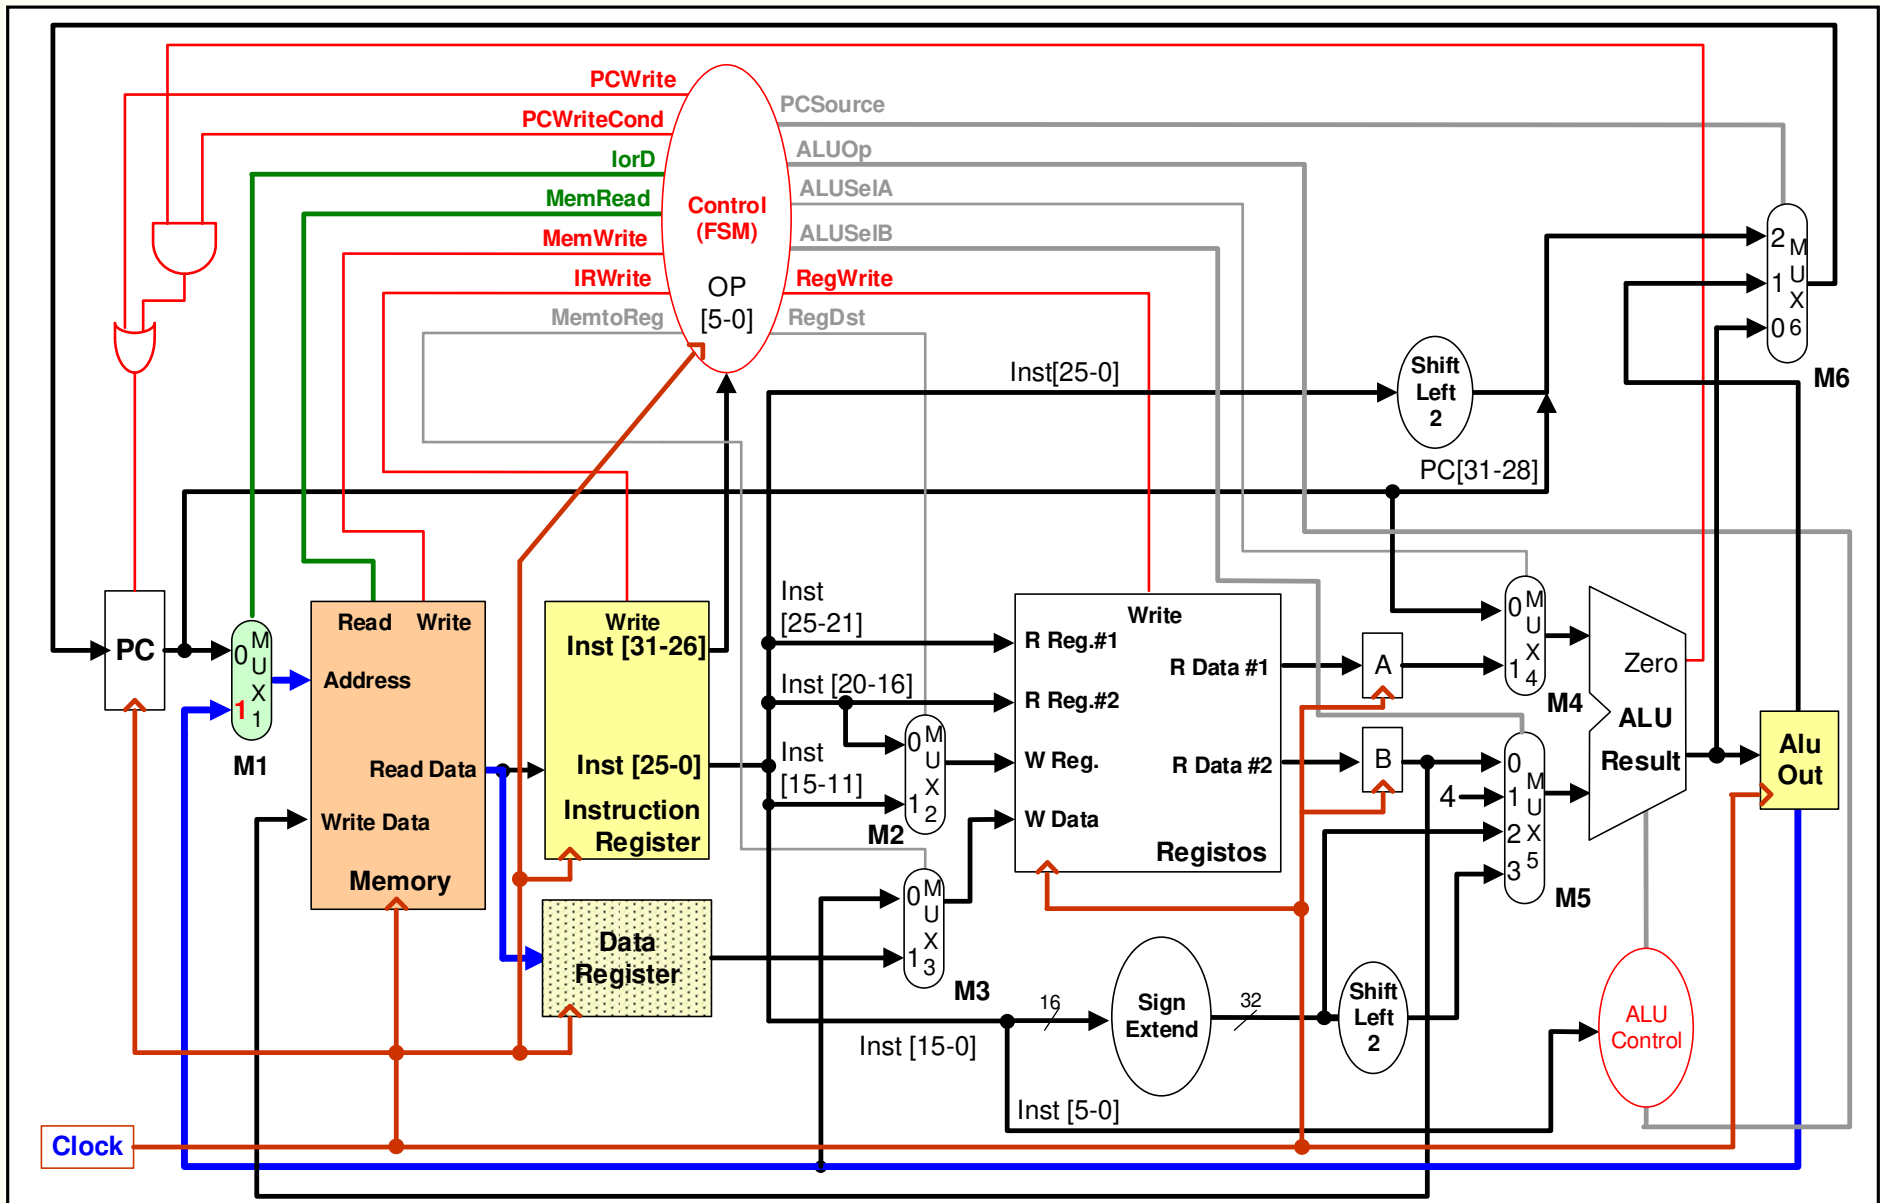 PCWrite
PCWriteCond
IorD
MemRead
MemWrite
IRWrite
MemtoReg
Control
(FSM)
OP
[5-0]
PCSource
ALUOp
ALUSelA
ALUSelB
RegWrite
RegDst
2
1
0
M
U
X
6
M6
Inst[25-0]
Shift
Left
2
PC[31-28]
PC
0
1
M
U
X
1
M1
Read
Write
Address
Read Data
Write Data
Memory
Write
Inst [31-26]
Inst [25-0]
Instruction
Register
Data
Register
Inst
[25-21]
Inst [20-16]
Inst
[15-11]
0
1
M
U
X
2
M2
0
1
M
U
X
3
M3
Write
R Reg.#1
R Reg.#2
W Reg.
W Data
R Data #1
R Data #2
Registos
A
B
4
0
1
M
U
X
4
M4
0
1
2
3
M
U
X
5
M5
Zero
ALU
Result
Alu
Out
Inst [15-0]
16
Sign
Extend
32
Shift
Left
2
ALU
Control
Inst [5-0]
Clock